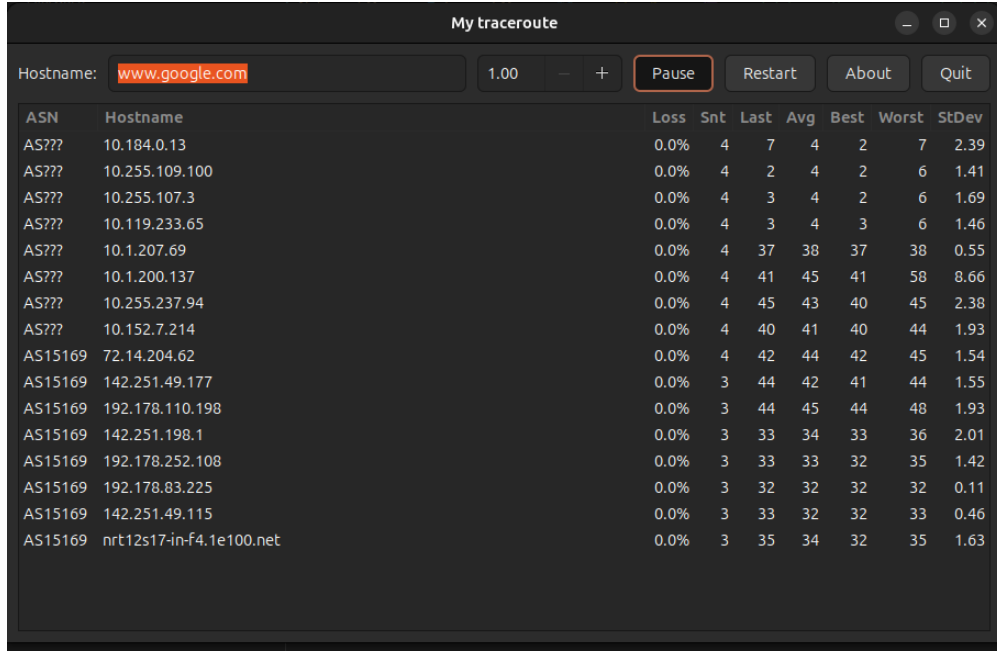 My traceroute
Hostname: www.google.com 1.00 − + Pause Restart About Quit
ASN Hostname Loss Snt Last Avg Best Worst StDev
AS??? 10.184.0.13 0.0% 4 7 4 2 7 2.39
AS??? 10.255.109.100 0.0% 4 2 4 2 6 1.41
AS??? 10.255.107.3 0.0% 4 3 4 2 6 1.69
AS??? 10.119.233.65 0.0% 4 3 4 3 6 1.46
AS??? 10.1.207.69 0.0% 4 37 38 37 38 0.55
AS??? 10.1.200.137 0.0% 4 41 45 41 58 8.66
AS??? 10.255.237.94 0.0% 4 45 43 40 45 2.38
AS??? 10.152.7.214 0.0% 4 40 41 40 44 1.93
AS15169 72.14.204.62 0.0% 4 42 44 42 45 1.54
AS15169 142.251.49.177 0.0% 3 44 42 41 44 1.55
AS15169 192.178.110.198 0.0% 3 44 45 44 48 1.93
AS15169 142.251.198.1 0.0% 3 33 34 33 36 2.01
AS15169 192.178.252.108 0.0% 3 33 33 32 35 1.42
AS15169 192.178.83.225 0.0% 3 32 32 32 32 0.11
AS15169 142.251.49.115 0.0% 3 33 32 32 33 0.46
AS15169 nrt12s17-in-f4.1e100.net 0.0% 3 35 34 32 35 1.63